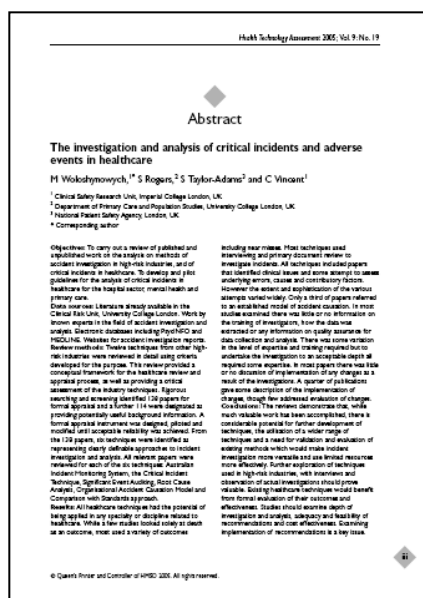 Health Technology Assessment 2005; Vol. 9: No. 19
Abstract
The investigation and analysis of critical incidents and adverse
events in healthcare
M Woloshynowych,1* S Rogers,2 S Taylor-Adams3 and C Vincent1
1 Clinical Safety Research Unit, Imperial College London, UK
2 Department of Primary Care and Population Studies, University College London, UK
3 National Patient Safety Agency, London, UK
* Corresponding author
Objectives: To carry out a review of published and
unpublished work on the analysis on methods of
accident investigation in high-risk industries, and of
critical incidents in healthcare. To develop and pilot
guidelines for the analysis of critical incidents in
healthcare for the hospital sector, mental health and
primary care.
Data sources: Literature already available in the
Clinical Risk Unit, University College London. Work by
known experts in the field of accident investigation and
analysis. Electronic databases including PsycINFO and
MEDLINE. Websites for accident investigation reports.
Review methods: Twelve techniques from other high-
risk industries were reviewed in detail using criteria
developed for the purpose. This review provided a
conceptual framework for the healthcare review and
appraisal process, as well as providing a critical
assessment of the industry techniques. Rigorous
searching and screening identified 138 papers for
formal appraisal and a further 114 were designated as
providing potentially useful background information. A
formal appraisal instrument was designed, piloted and
modified until acceptable reliability was achieved. From
the 138 papers, six techniques were identified as
representing clearly definable approaches to incident
investigation and analysis. All relevant papers were
reviewed for each of the six techniques: Australian
Incident Monitoring System, the Critical Incident
Technique, Significant Event Auditing, Root Cause
Analysis, Organisational Accident Causation Model and
Comparison with Standards approach.
Results: All healthcare techniques had the potential of
being applied in any specialty or discipline related to
healthcare. While a few studies looked solely at death
as an outcome, most used a variety of outcomes
including near misses. Most techniques used
interviewing and primary document review to
investigate incidents. All techniques included papers
that identified clinical issues and some attempt to assess
underlying errors, causes and contributory factors.
However the extent and sophistication of the various
attempts varied widely. Only a third of papers referred
to an established model of accident causation. In most
studies examined there was little or no information on
the training of investigators, how the data was
extracted or any information on quality assurance for
data collection and analysis. There was some variation
in the level of expertise and training required but to
undertake the investigation to an acceptable depth all
required some expertise. In most papers there was little
or no discussion of implementation of any changes as a
result of the investigations. A quarter of publications
gave some description of the implementation of
changes, though few addressed evaluation of changes.
Conclusions: The reviews demonstrate that, while
much valuable work has been accomplished, there is
considerable potential for further development of
techniques, the utilisation of a wider range of
techniques and a need for validation and evaluation of
existing methods which would make incident
investigation more versatile and use limited resources
more effectively. Further exploration of techniques
used in high-risk industries, with interviews and
observation of actual investigations should prove
valuable. Existing healthcare techniques would benefit
from formal evaluation of their outcomes and
effectiveness. Studies should examine depth of
investigation and analysis, adequacy and feasibility of
recommendations and cost effectiveness. Examining
implementation of recommendations is a key issue.
iii
© Queen's Printer and Controller of HMSO 2005. All rights reserved.